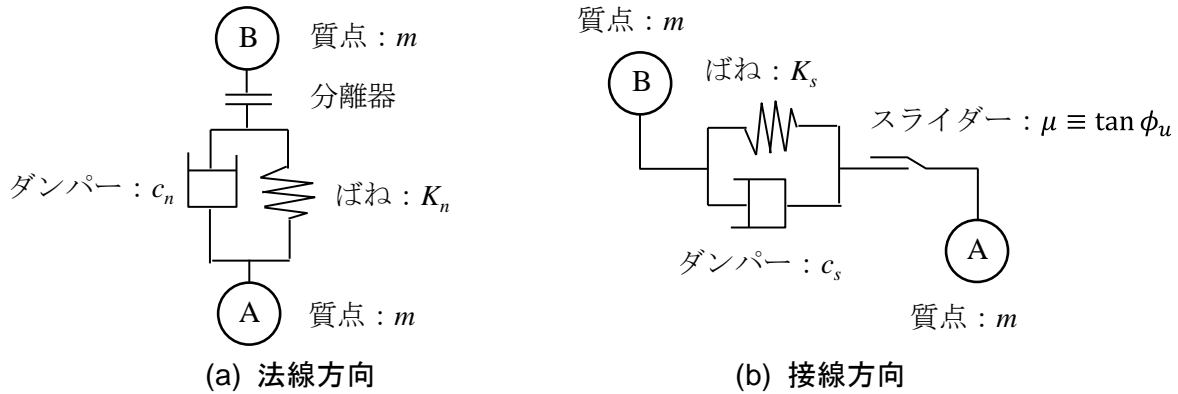 B
質点：m
分離器
ダンパー：cn
ばね：Kn
A
質点：m
(a) 法線方向
質点：m
B
ばね：Ks
スライダー：μ ≡ tan ϕu
ダンパー：cs
A
質点：m
(b) 接線方向